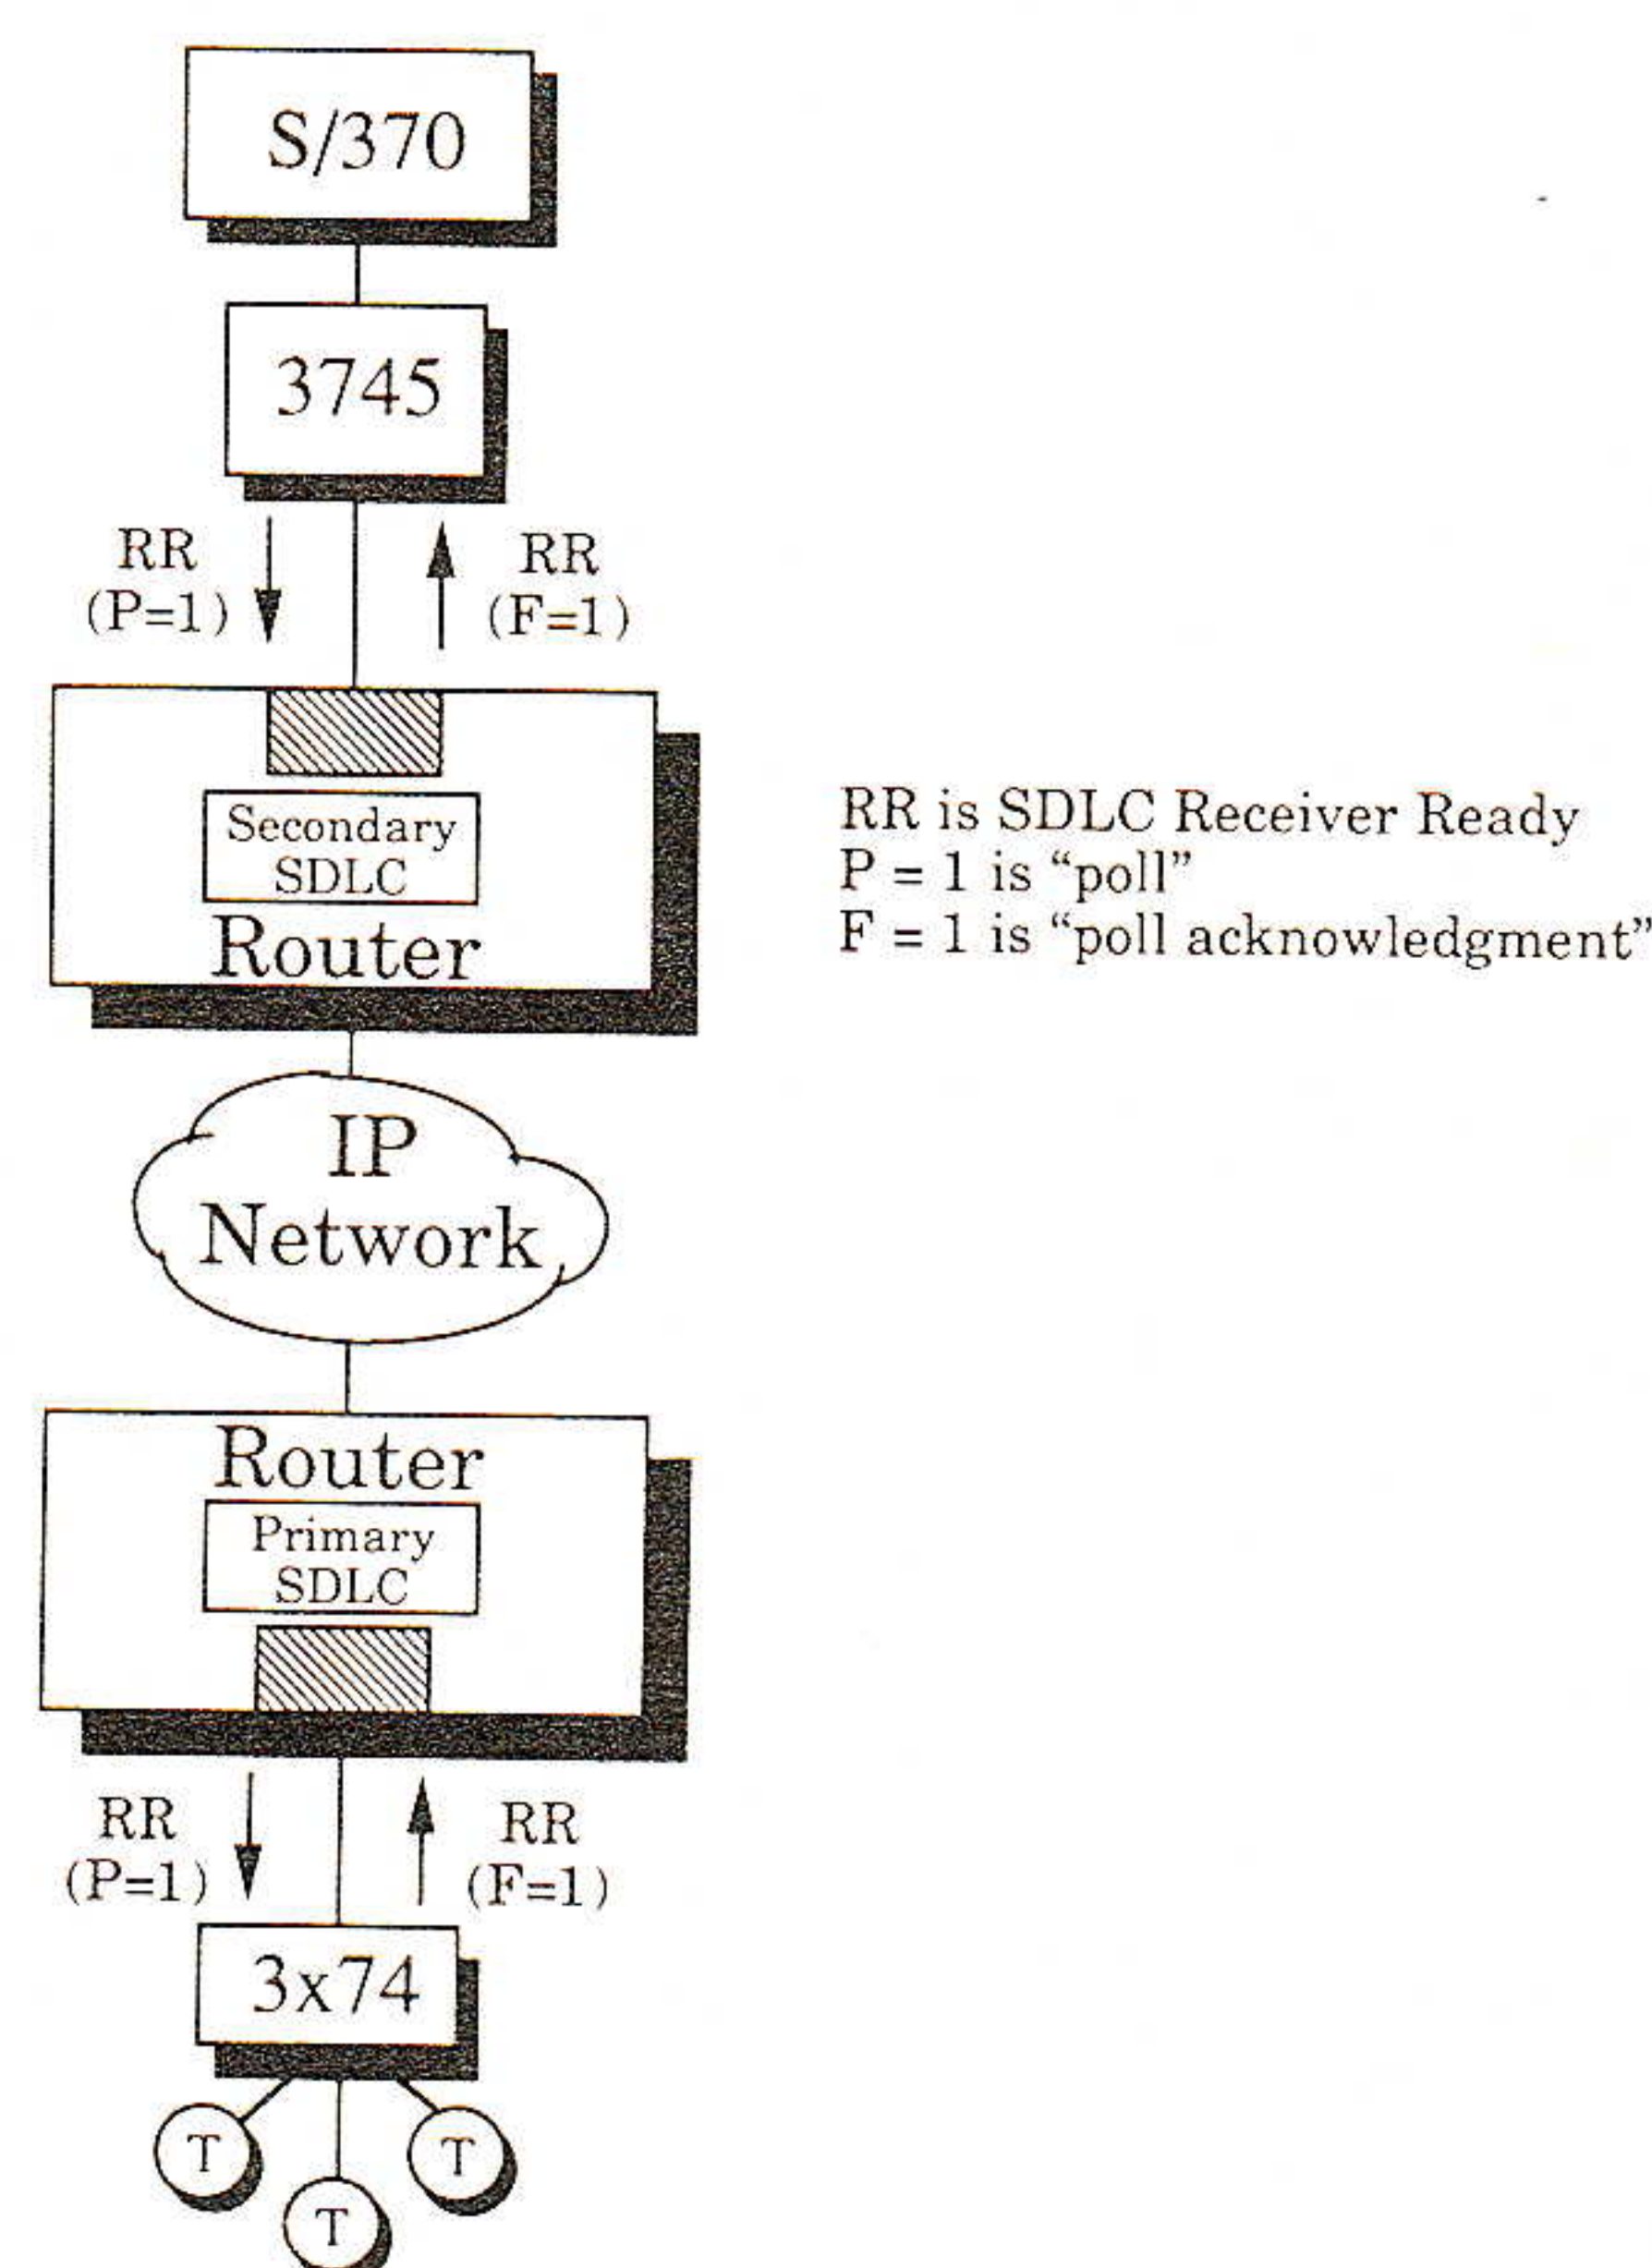 S/370
3745
RR
(P=1)
RR
(F=1)
Secondary
SDLC
Router
RR is SDLC Receiver Ready
P = 1 is “poll”
F = 1 is “poll acknowledgment”
IP
Network
Router
Primary
SDLC
RR
(P=1)
RR
(F=1)
3x74
T
T
T